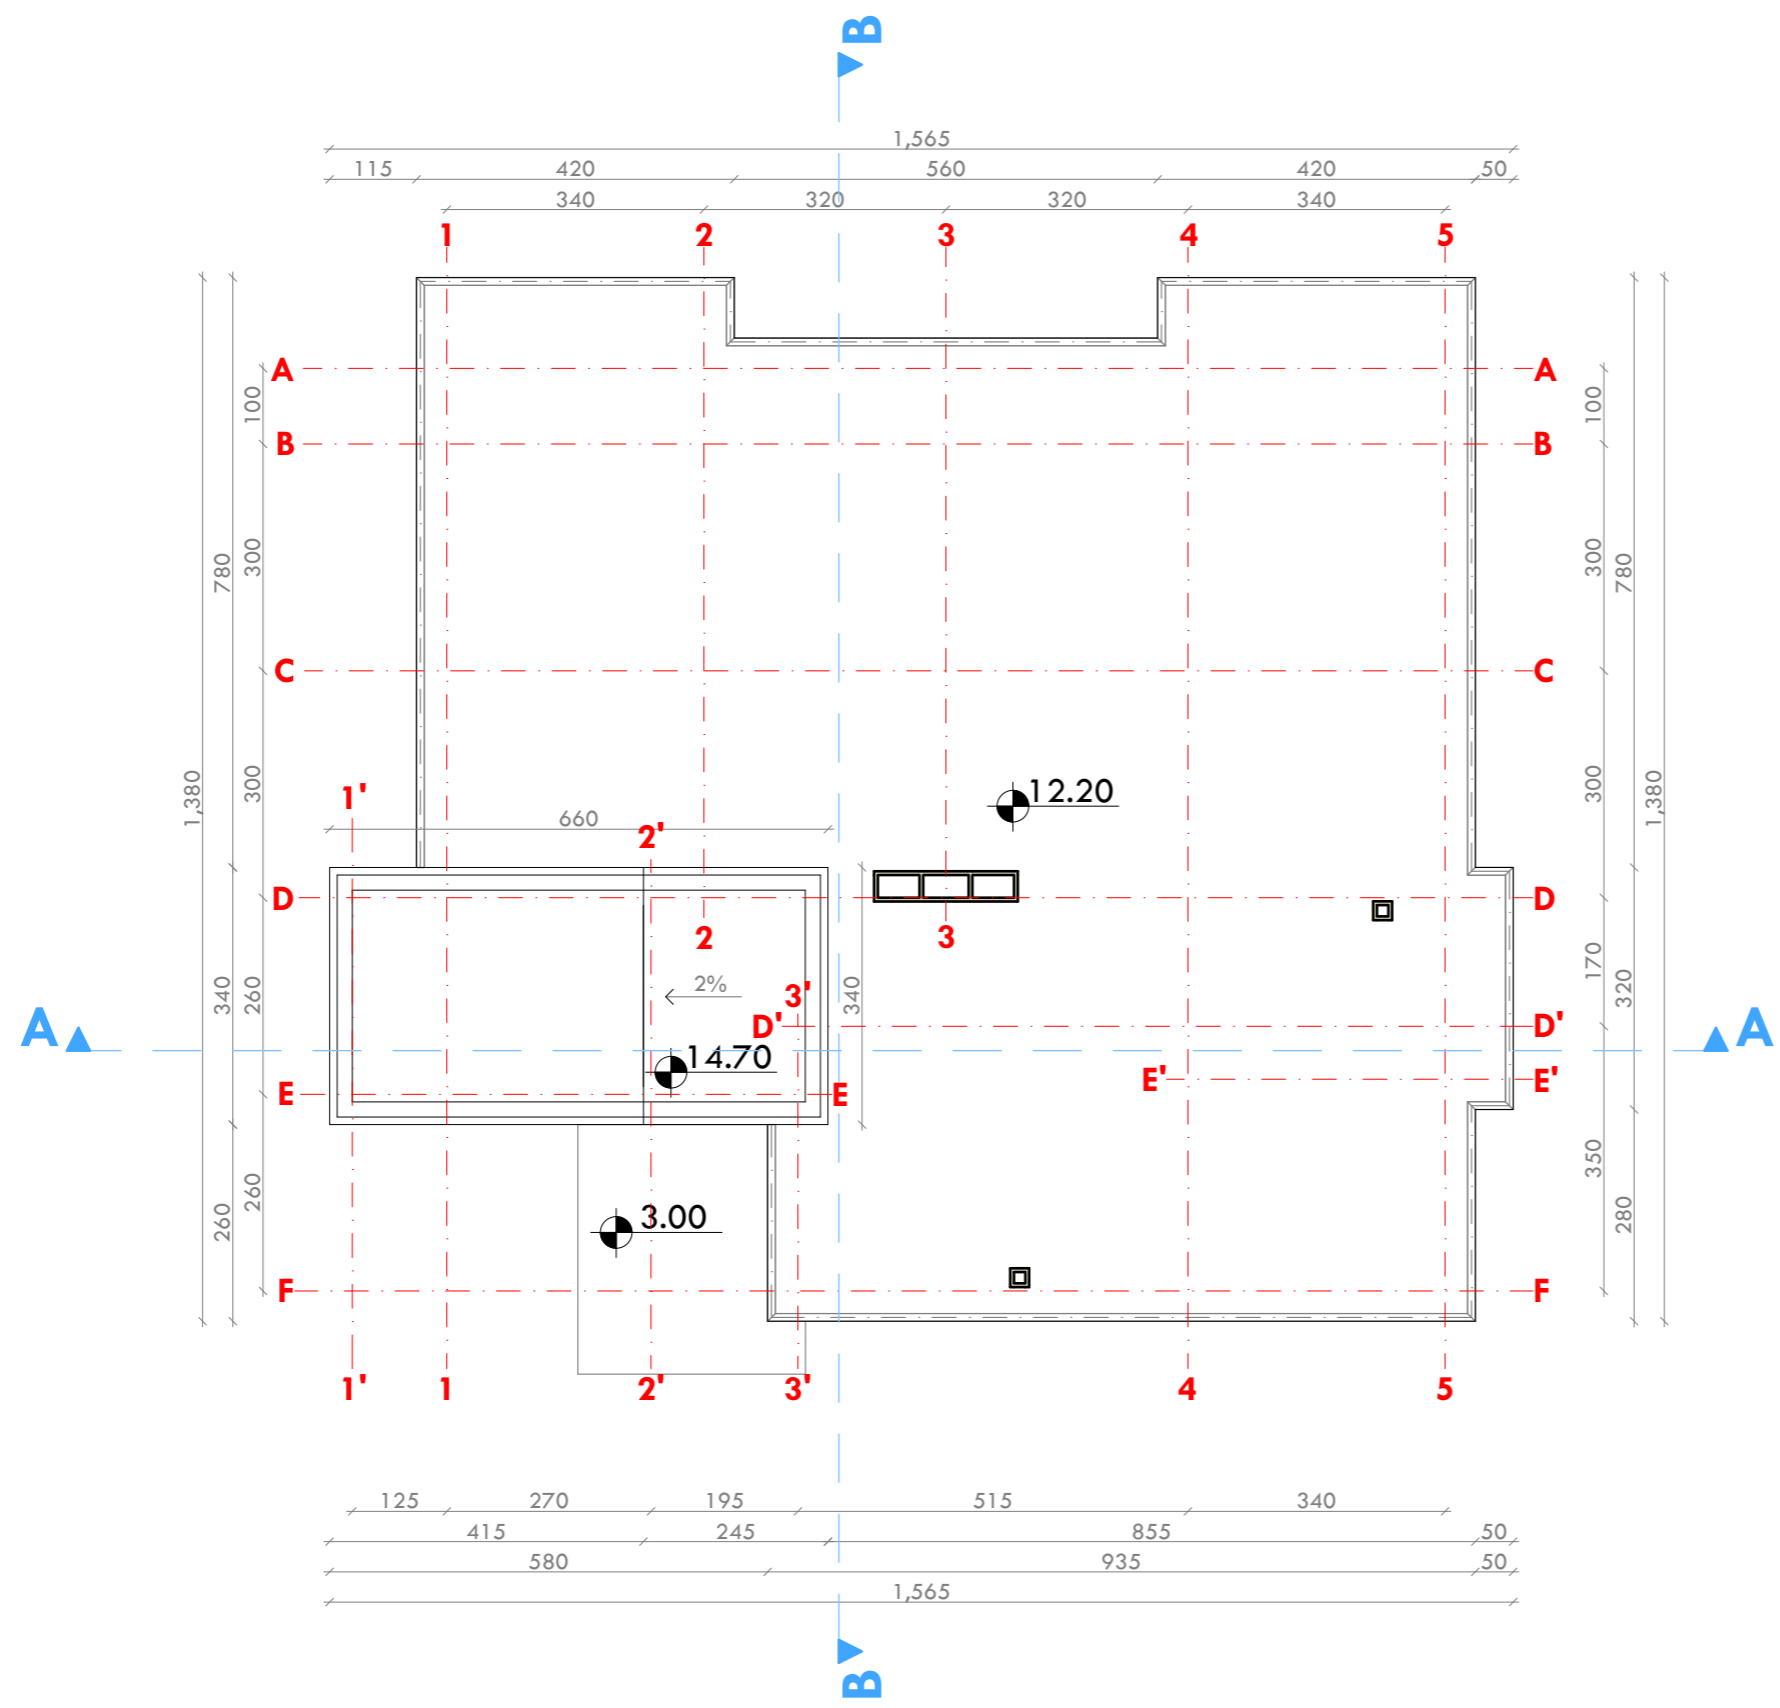 B
1,565
115 420 560 420 50
340 320 320 340
1 2 3 4 5
A A
100 100
B B
300 780 300 780
C C
1,380 300 300 1,380
1' 12.20
660 2'
D D
2 3
340 260 2% 3' 340 170 320
D' D'
A A
14.70
E' E'
E E
260 260 3.00 350 280
F F
1' 1 2' 3' 4 5
125 270 195 515 340
415 245 855 50
580 935 50
1,565
B